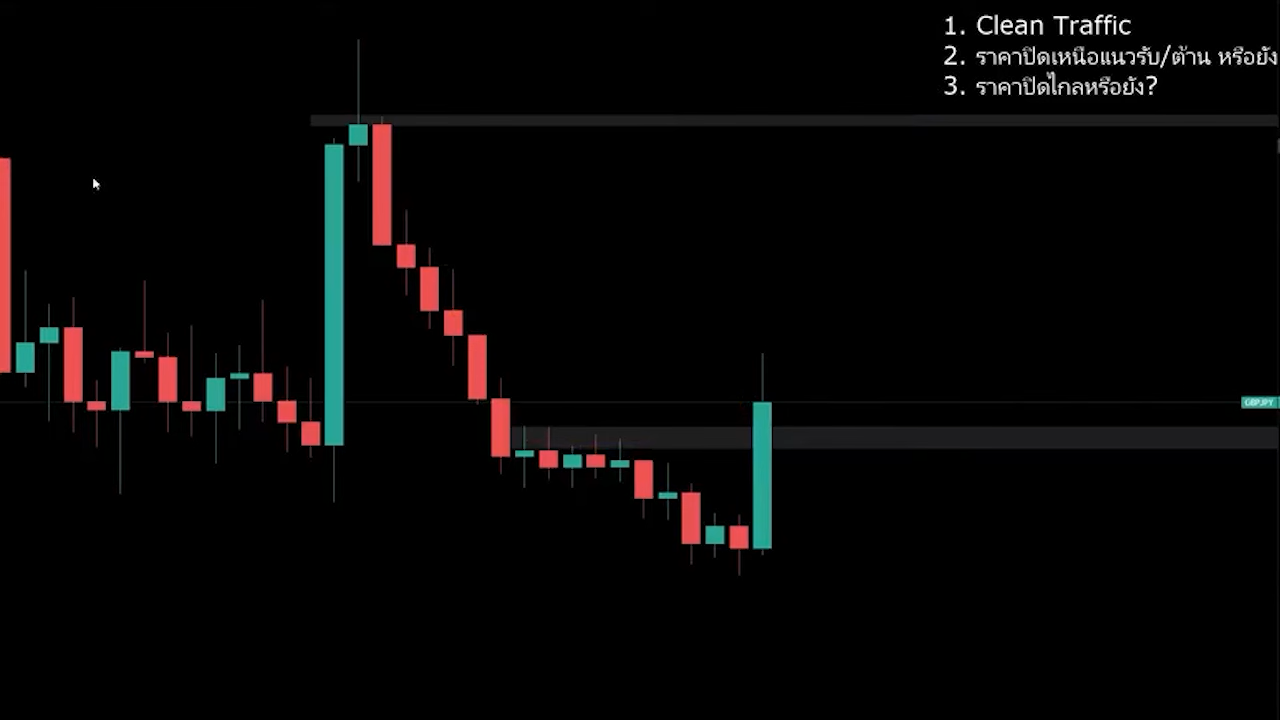 1. Clean Traffic
2. ราคาปิดเหนือแนวรับ/ต้าน หรือยัง
3. ราคาปิดไกลหรือยัง?
GBPJPY